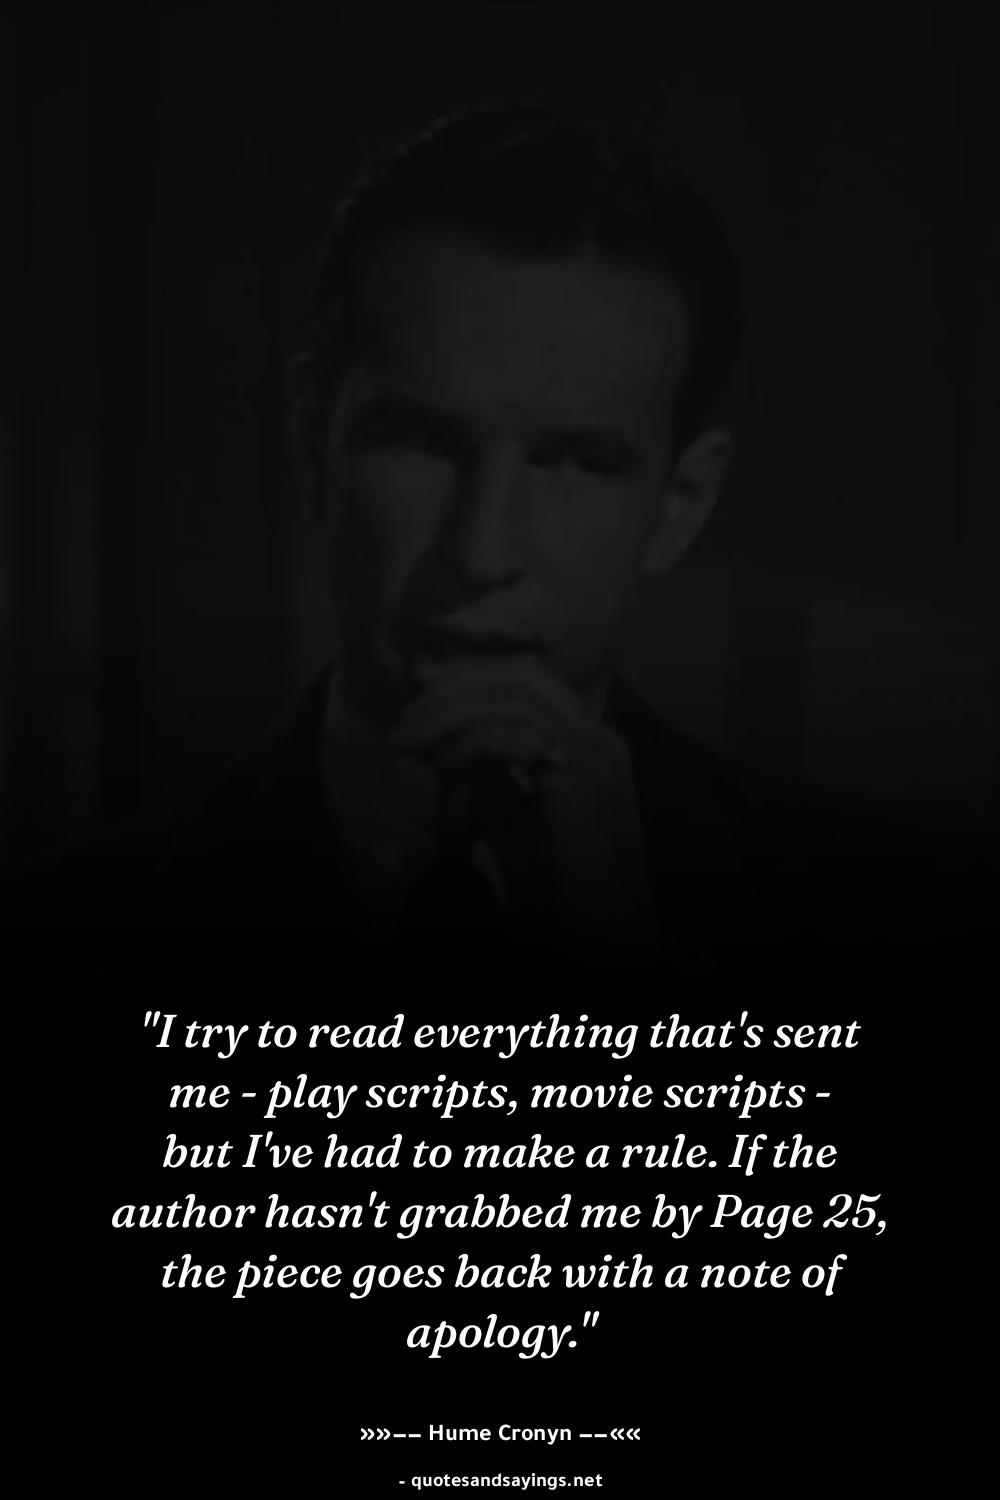 "I try to read everything that's sent
me - play scripts, movie scripts -
but I've had to make a rule. If the
author hasn't grabbed me by Page 25,
the piece goes back with a note of
apology."
»»–– Hume Cronyn ––««
- quotesandsayings.net